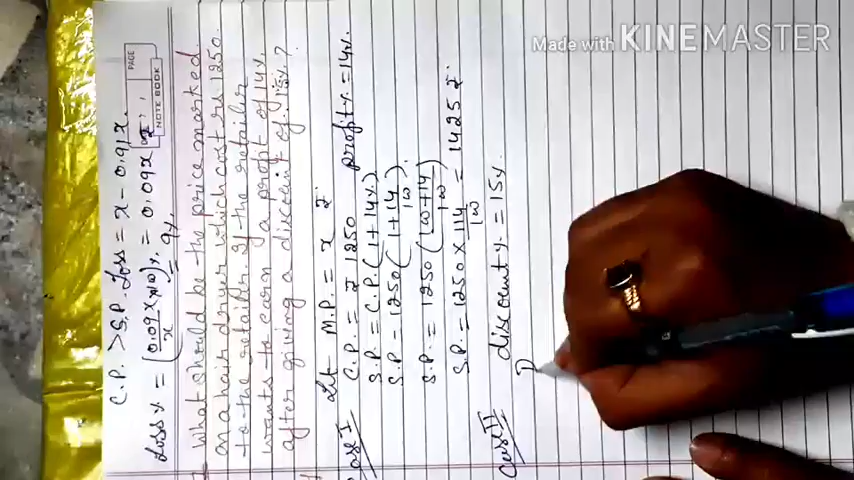 Made with KINEMASTER
PAGE
NOTE BOOK
C.P. > S.P. Loss = x - 0.91x
Loss% = (0.09x/x × 100)% = 0.09x ₹
= 9%
What should be the price marked
on a hair dryer which cost rs 1250
to the retailer if the retailer
wants to earn a profit of 14%
after giving a discount of 15%?
Let M.P. = x ₹
Case I C.P. = ₹ 1250 profit% = 14%.
S.P = C.P. (1+14%)
S.P = 1250 (1+14/100).
S.P. = 1250 (100+14/100)
S.P. = 1250 × 114/100 = 1425 ₹.
Case II discount% = 15%.
D